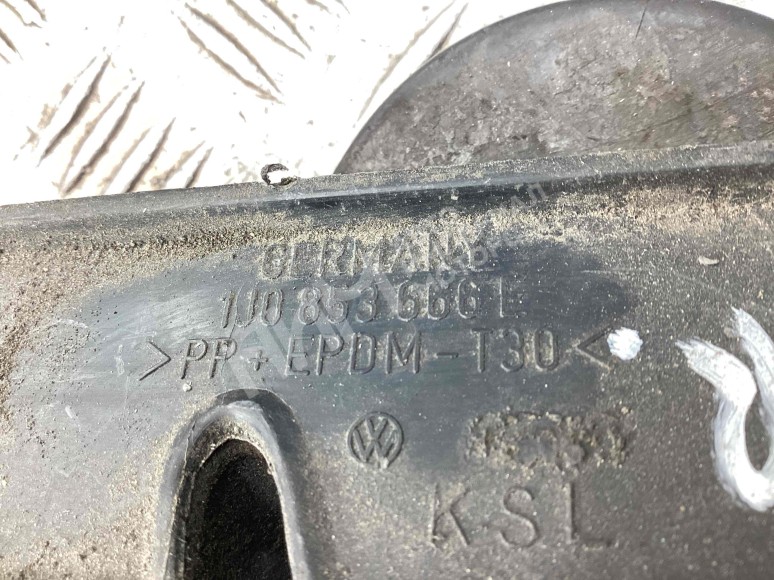 GERMANY
1J0 853 666 L
>PP+EPDM-T30<
VW
KSL